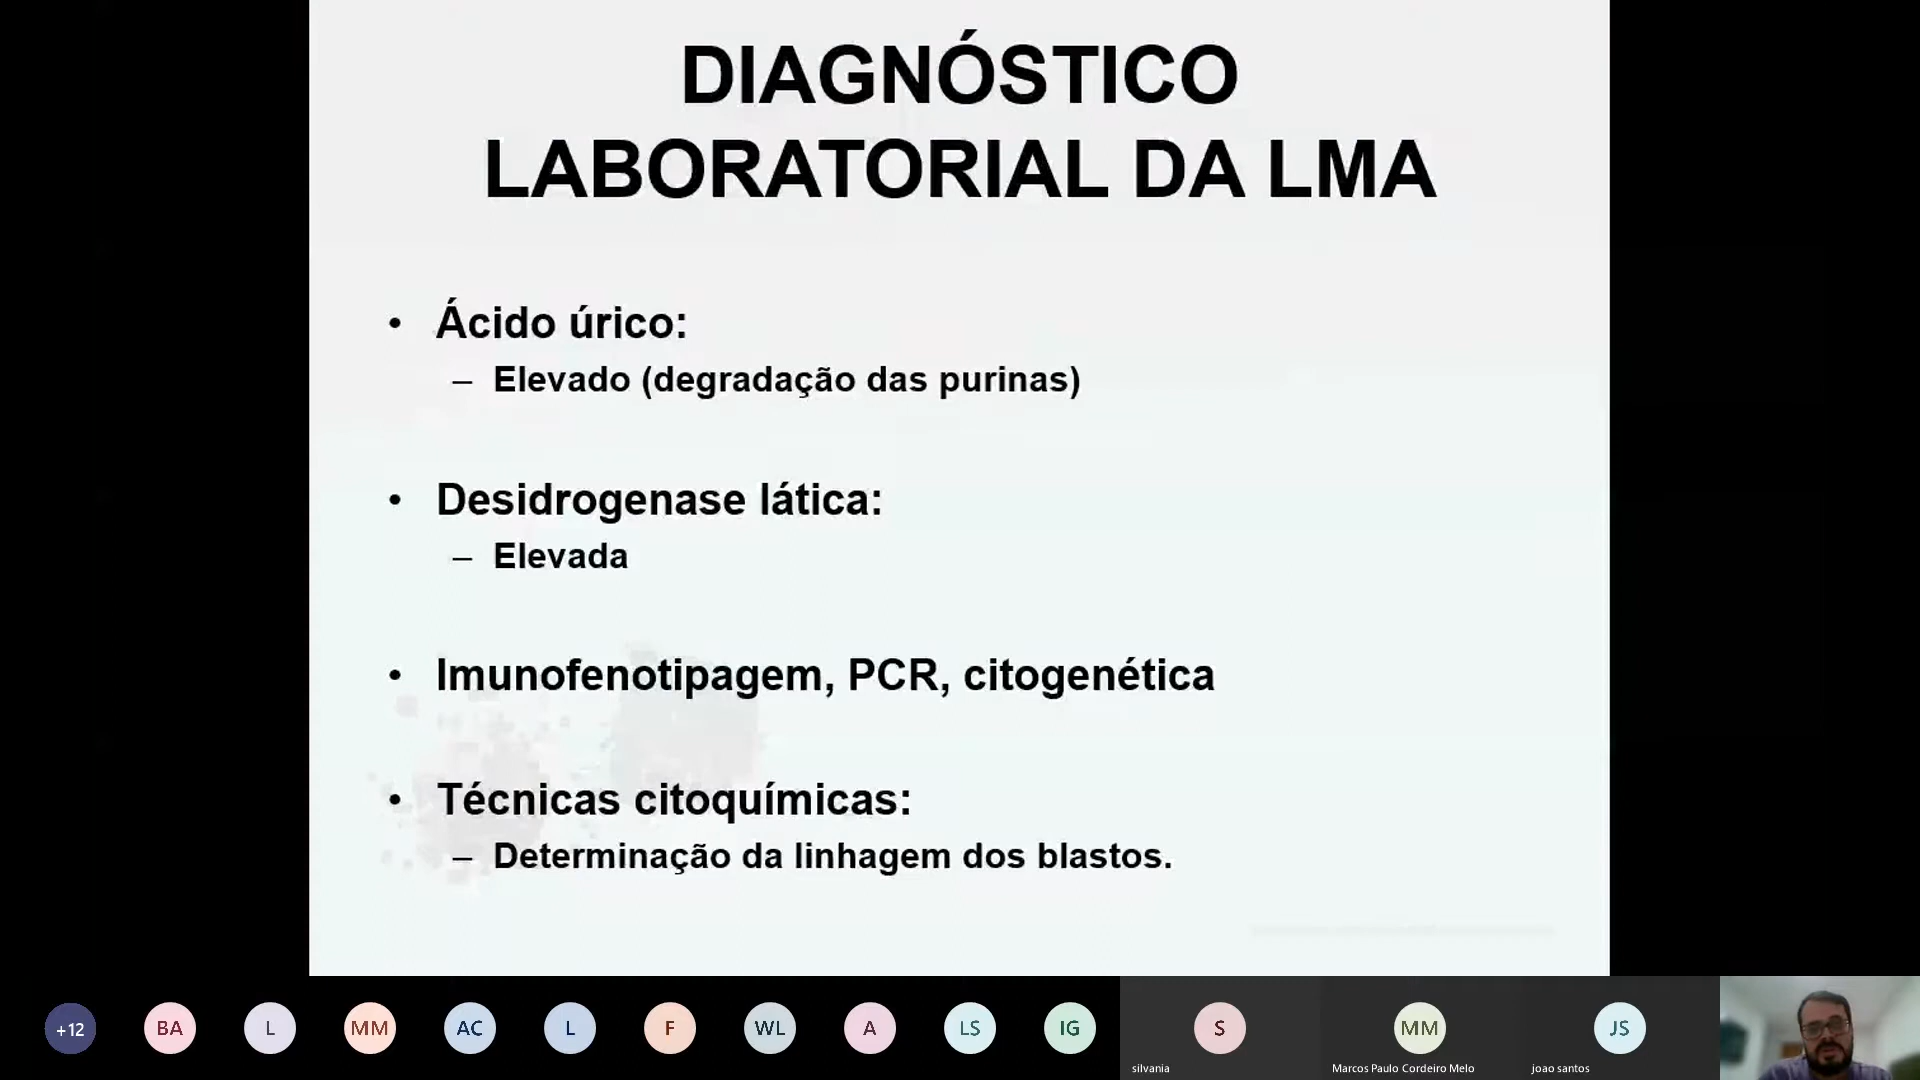 DIAGNÓSTICO
LABORATORIAL DA LMA
• Ácido úrico:
– Elevado (degradação das purinas)
• Desidrogenase lática:
– Elevada
• Imunofenotipagem, PCR, citogenética
• Técnicas citoquímicas:
– Determinação da linhagem dos blastos.
+12
BA
L
MM
AC
L
F
WL
A
LS
IG
S
MM
JS
silvania
Marcos Paulo Cordeiro Melo
joao santos